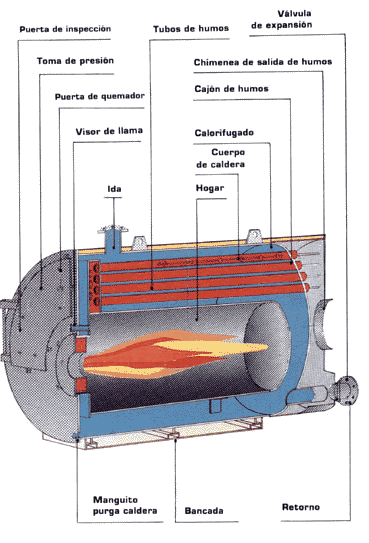 Válvula
de expansión
Puerta de inspección
Tubos de humos
Toma de presión
Chimenea de salida de humos
Puerta de quemador
Cajón de humos
Visor de llama
Calorifugado
Cuerpo
de caldera
Ida
Hogar
Manguito
purga caldera
Bancada
Retorno